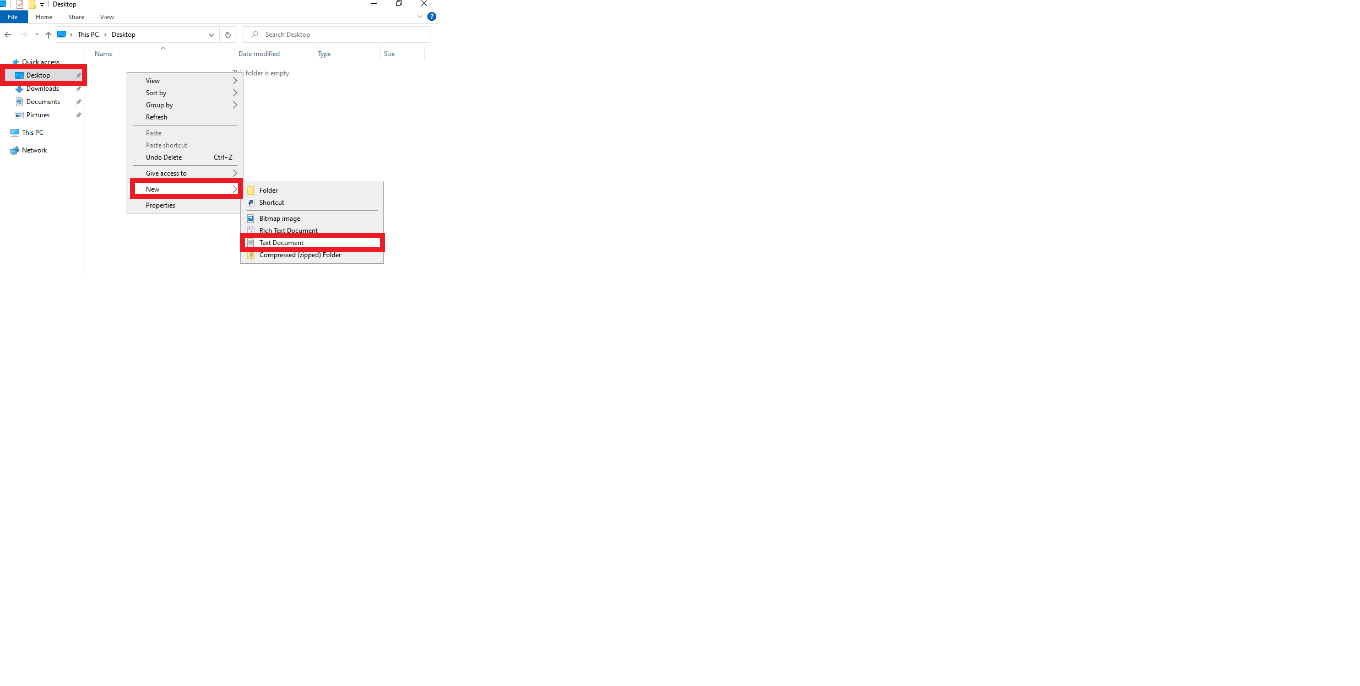 Desktop
File Home Share View
This PC Desktop Search Desktop
Name Date modified Type Size
Quick access
Desktop
Downloads
Documents
Pictures
This PC
Network
folder is empty.
View
Sort by
Group by
Refresh
Paste
Paste shortcut
Undo Delete Ctrl+Z
Give access to
New
Properties
Folder
Shortcut
Bitmap image
Rich Text Document
Text Document
Compressed (zipped) Folder